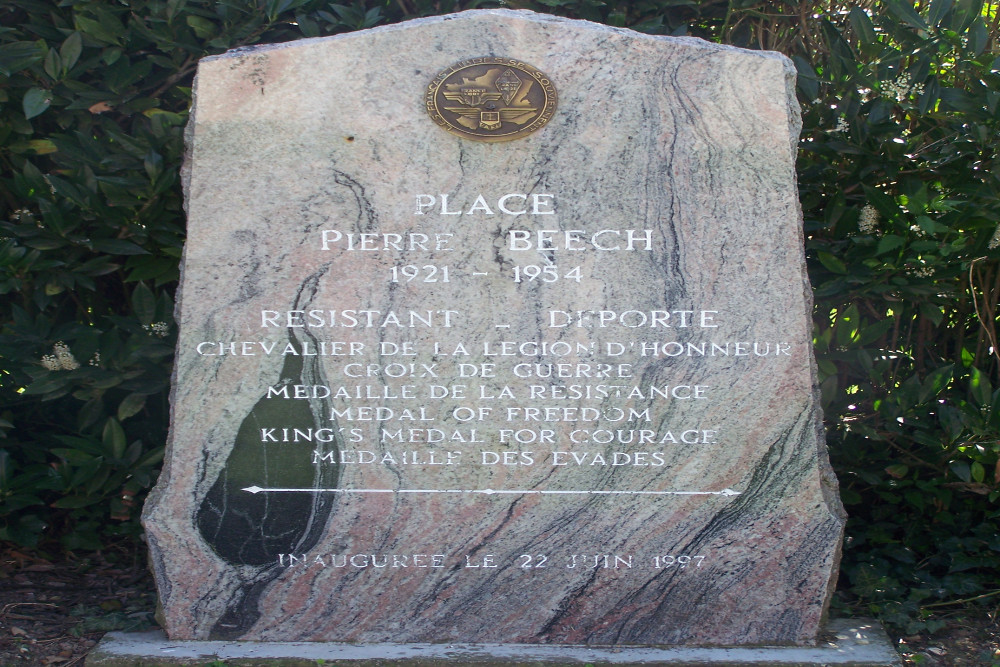 PLACE
PIERRE BEECH
1921 - 1954
RESISTANT - DEPORTE
CHEVALIER DE LA LEGION D'HONNEUR
CROIX DE GUERRE
MEDAILLE DE LA RESISTANCE
MEDAL OF FREEDOM
KING'S MEDAL FOR COURAGE
MEDAILLE DES EVADES
INAUGUREE LE 22 JUIN 1997